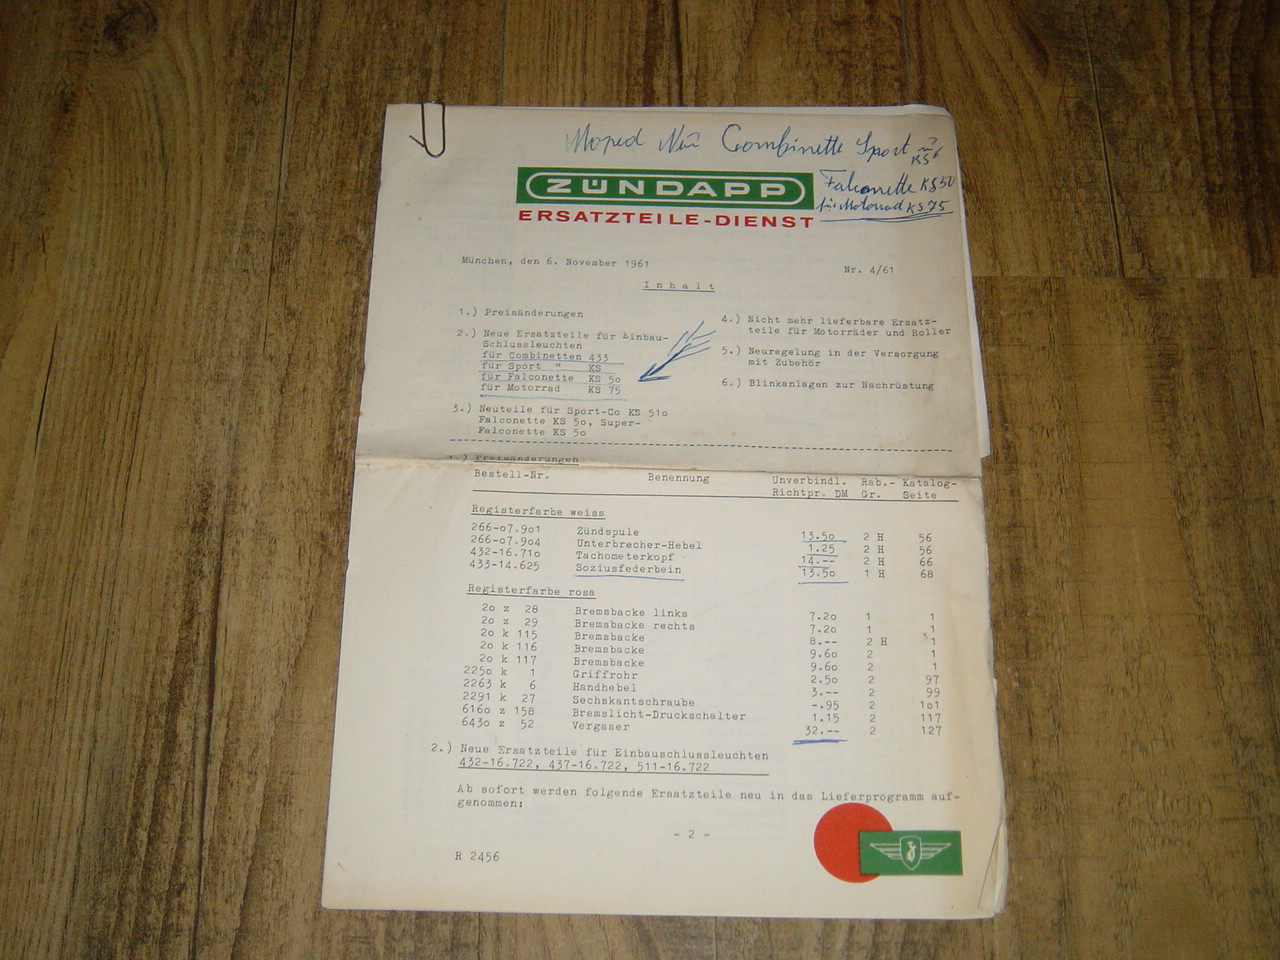 Moped Neu Combinette Sport
KS
ZÜNDAPP
Falconette KS 50
für Motorrad KS 75
ERSATZTEILE-DIENST
München, den 6. November 1961
Nr. 4/61
Inhalt
1.) Preisänderungen
2.) Neue Ersatzteile für Einbau-
Schlussleuchten
für Combinetten 433
für Sport " KS
für Falconette KS 5o
für Motorrad KS 75
3.) Neuteile für Sport-Co KS 51o
Falconette KS 5o, Super-
Falconette KS 5o
4.) Nicht mehr lieferbare Ersatz-
teile für Motorräder und Roller
5.) Neuregelung in der Versorgung
mit Zubehör
6.) Blinkanlagen zur Nachrüstung
1.) Preisänderungen
Bestell-Nr. Benennung Unverbindl. Rab.- Katalog-
Richtpr. DM Gr. Seite
Registerfarbe weiss
266-o7.9o1 Zündspule 13.5o 2 H 56
266-o7.9o4 Unterbrecher-Hebel 1.25 2 H 56
432-16.71o Tachometerkopf 14.-- 2 H 66
433-14.625 Soziusfederbein 13.5o 1 H 68
Registerfarbe rosa
2o z 28 Bremsbacke links 7.2o 1 1
2o z 29 Bremsbacke rechts 7.2o 1 1
2o k 115 Bremsbacke 8.-- 2 H 1
2o k 116 Bremsbacke 9.6o 2 1
2o k 117 Bremsbacke 9.6o 2 1
225o k 1 Griffrohr 2.5o 2 97
2263 k 6 Handhebel 3.-- 2 99
2291 k 27 Sechskantschraube -.95 2 1o1
616o z 158 Bremslicht-Druckschalter 1.15 2 117
643o z 52 Vergaser 32.-- 2 127
2.) Neue Ersatzteile für Einbauschlussleuchten
432-16.722, 437-16.722, 511-16.722
Ab sofort werden folgende Ersatzteile neu in das Lieferprogramm auf-
genommen:
- 2 -
R 2456